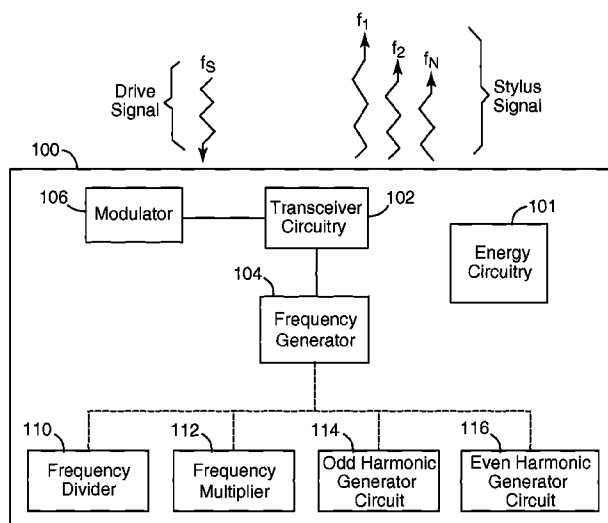 f1
f2
fN
fS
Drive
Signal
Stylus
Signal
100
106
Modulator
Transceiver
Circuitry
102
101
Energy
Circuitry
104
Frequency
Generator
110
Frequency
Divider
112
Frequency
Multiplier
114
Odd Harmonic
Generator
Circuit
116
Even Harmonic
Generator
Circuit